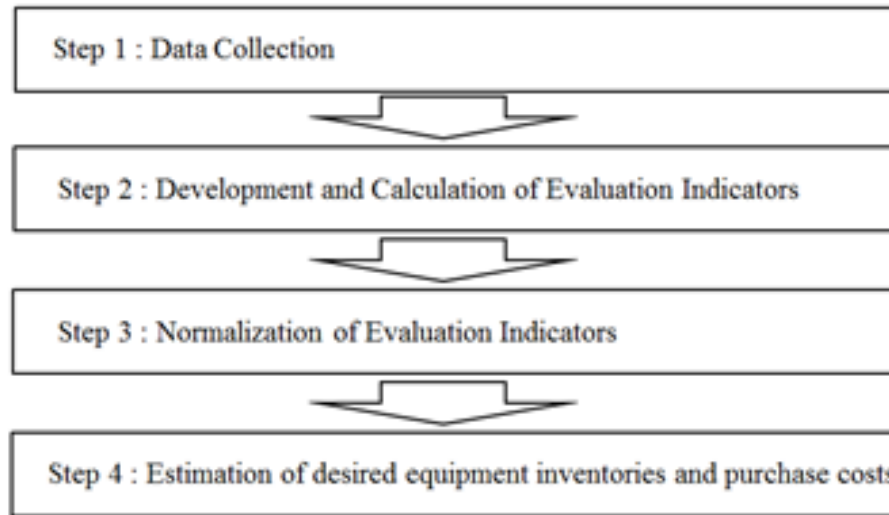 Step 1 : Data Collection
Step 2 : Development and Calculation of Evaluation Indicators
Step 3 : Normalization of Evaluation Indicators
Step 4 : Estimation of desired equipment inventories and purchase costs